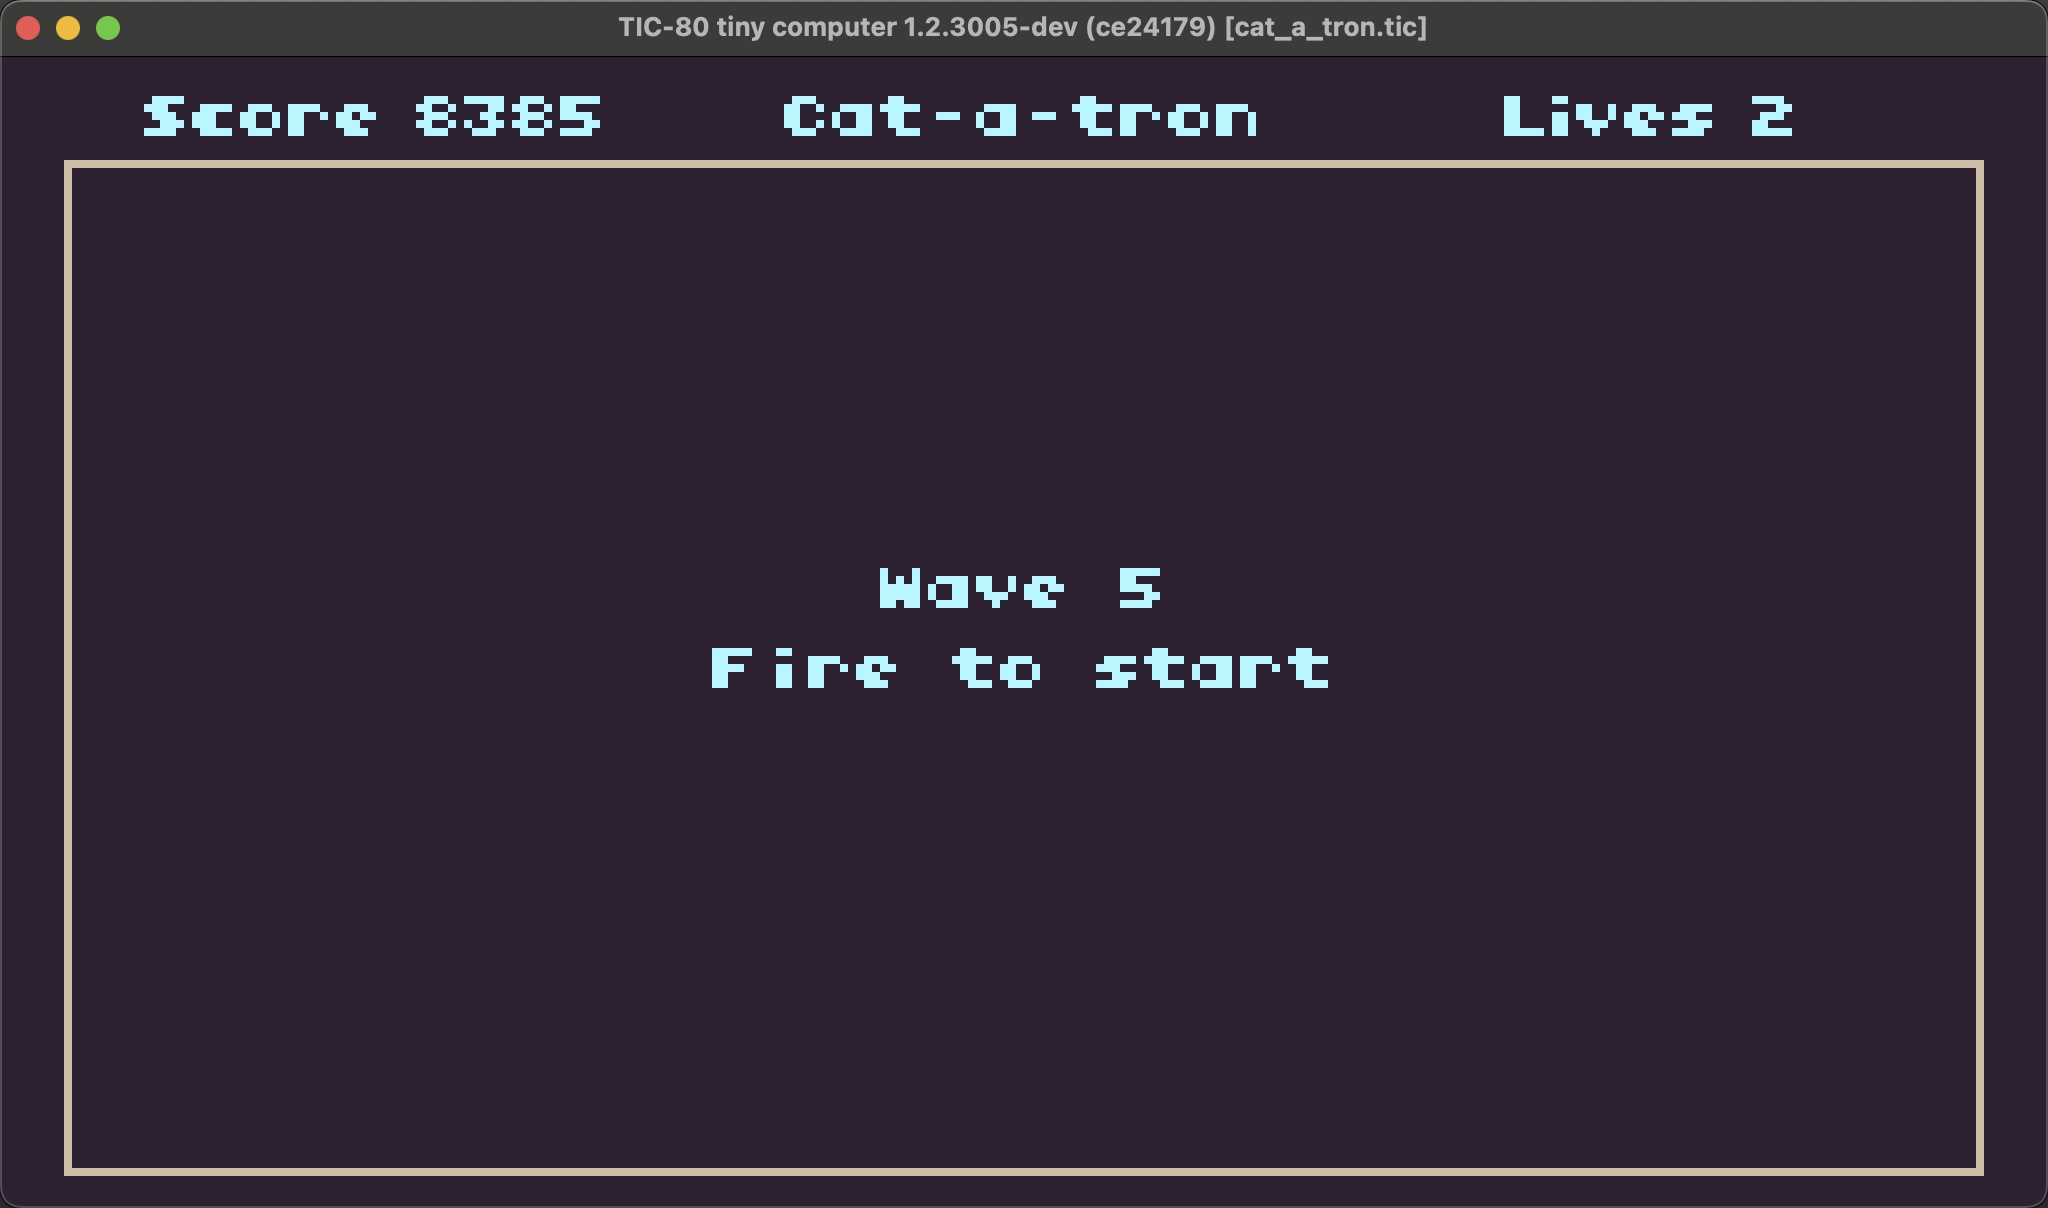 TIC-80 tiny computer 1.2.3005-dev (ce24179) [cat_a_tron.tic]
Score 8385 Cat-a-tron Lives 2
Wave 5
Fire to start